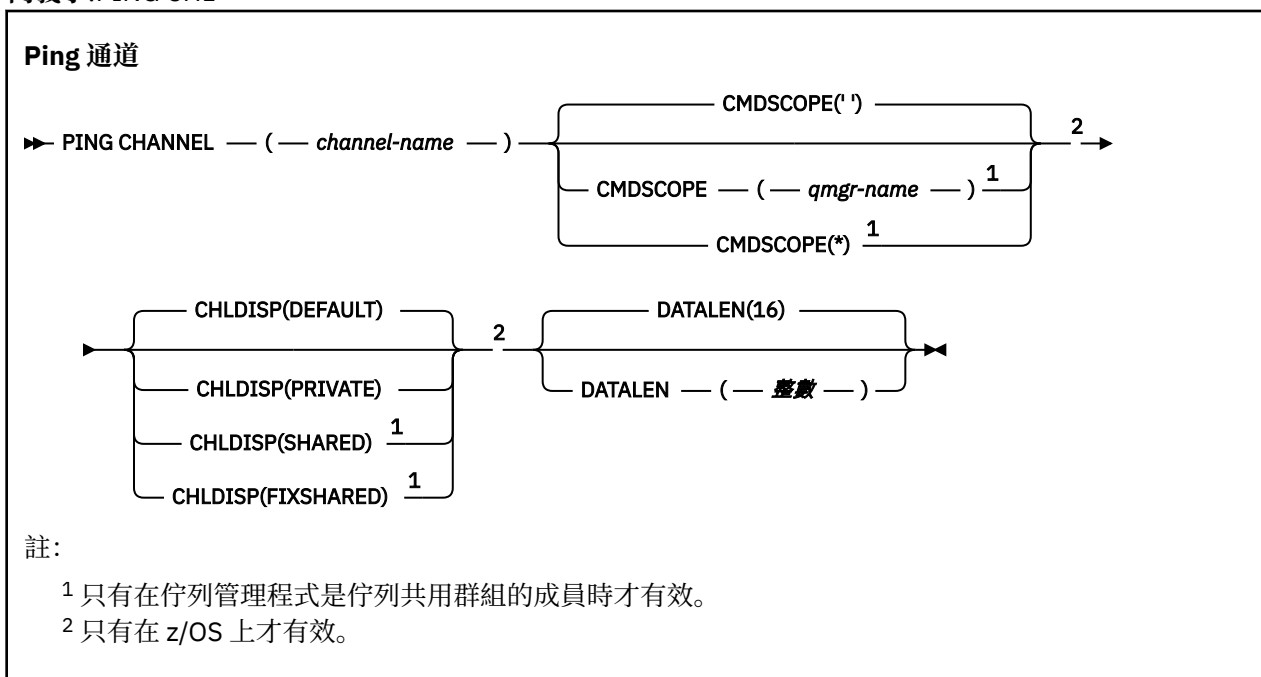 Ping 通道
CMDSCOPE(' ')
PING CHANNEL ( channel-name ) 2
CMDSCOPE ( qmgr-name ) 1
CMDSCOPE(*) 1
CHLDISP(DEFAULT) 2 DATALEN(16)
CHLDISP(PRIVATE) DATALEN ( 整數 )
CHLDISP(SHARED) 1
CHLDISP(FIXSHARED) 1
註：
1 只有在佇列管理程式是佇列共用群組的成員時才有效。
2 只有在 z/OS 上才有效。